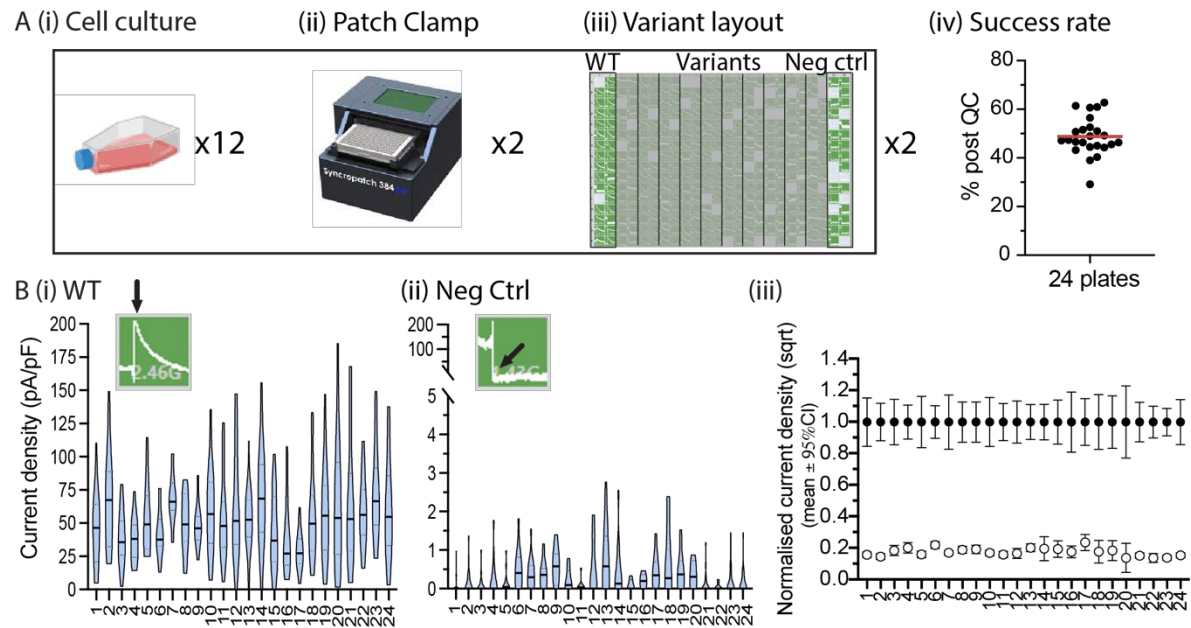 A (i) Cell culture
(ii) Patch Clamp
(iii) Variant layout
(iv) Success rate
WT
Variants
Neg ctrl
x12
Syncropatch 384
x2
x2
% post QC
80
60
40
20
0
24 plates
B (i) WT
(ii) Neg Ctrl
(iii)
Current density (pA/pF)
200
175
150
125
100
75
50
25
0
2.46G
1 2 3 4 5 6 7 8 9 10 11 12 13 14 15 16 17 18 19 20 21 22 23 24
200
100
5
4
3
2
1
0
1 2 3 4 5 6 7 8 9 10 11 12 13 14 15 16 17 18 19 20 21 22 23 24
Normalised current density (sqrt)
(mean ± 95%CI)
1.4
1.2
1.0
0.8
0.6
0.4
0.2
0.0
1 2 3 4 5 6 7 8 9 10 11 12 13 14 15 16 17 18 19 20 21 22 23 24